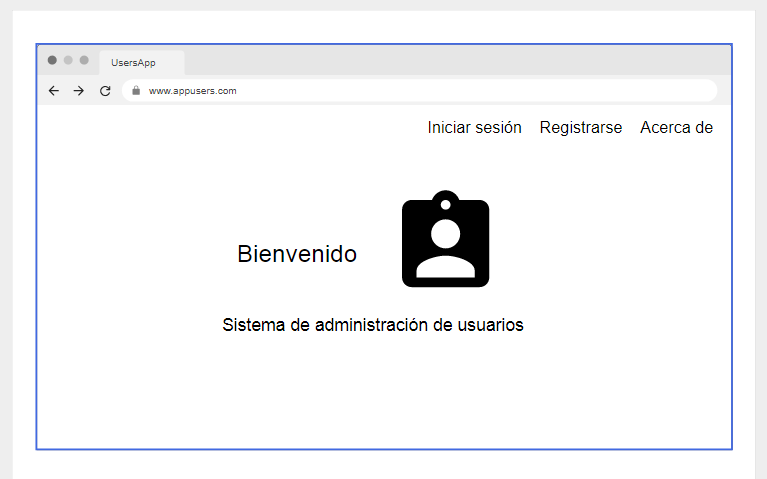 UsersApp
www.appusers.com
Iniciar sesión Registrarse Acerca de
Bienvenido
Sistema de administración de usuarios